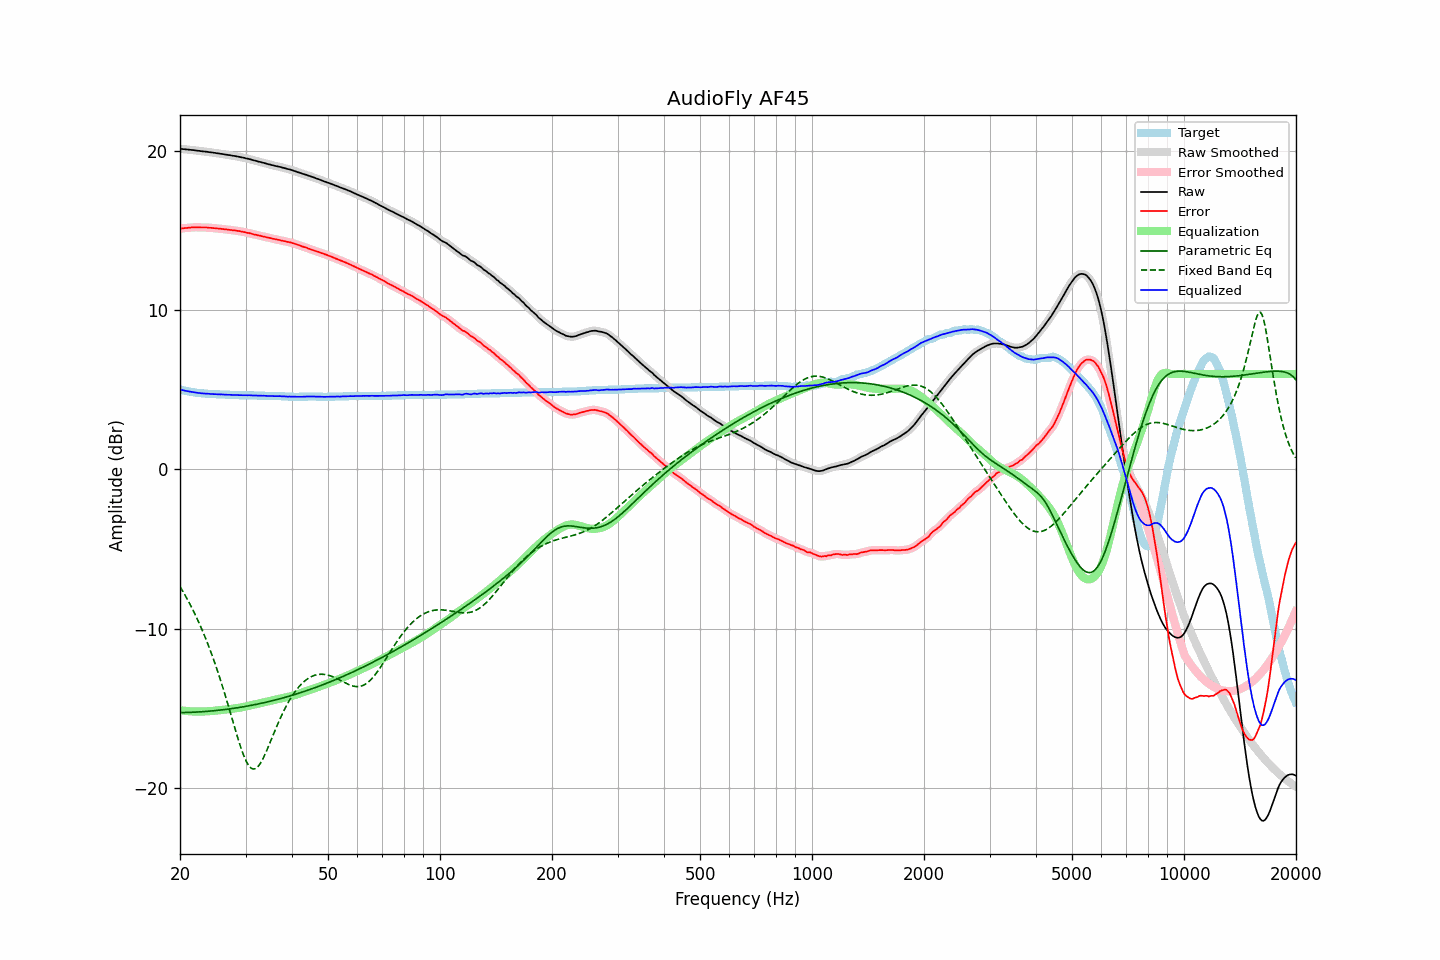 AudioFly AF45
Target
Raw Smoothed
Error Smoothed
Raw
Error
Equalization
Parametric Eq
Fixed Band Eq
Equalized
20
10
0
−10
−20
Amplitude (dBr)
20 50 100 200 500 1000 2000 5000 10000 20000
Frequency (Hz)